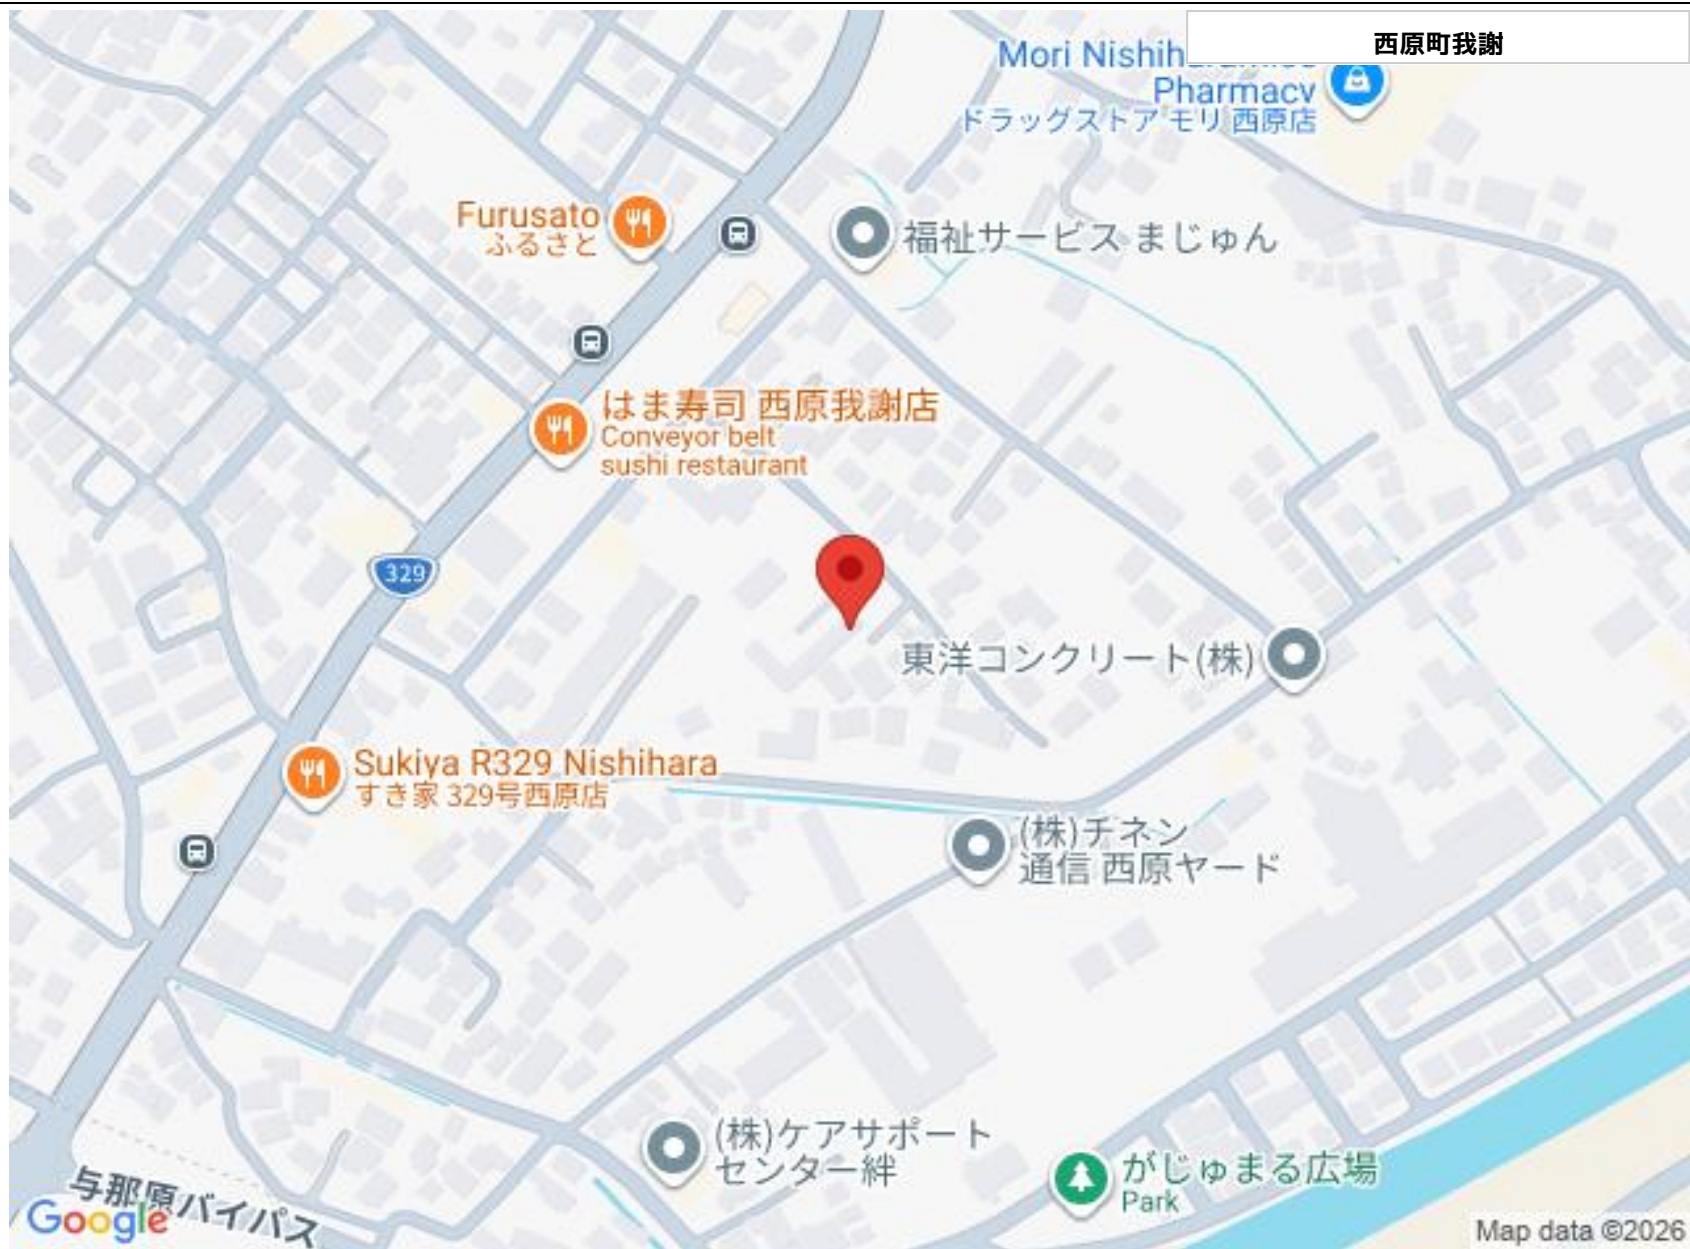 西原町我謝
Mori Nishih
Pharmacy
ドラッグストア モリ 西原店
Furusato
ふるさと
福祉サービス まじゅん
はま寿司 西原我謝店
Conveyor belt
sushi restaurant
329
東洋コンクリート(株)
Sukiya R329 Nishihara
すき家 329号西原店
(株)チネン
通信 西原ヤード
(株)ケアサポート
センター絆
がじゅまる広場
Park
与那原バイパス
Google
Map data ©2026